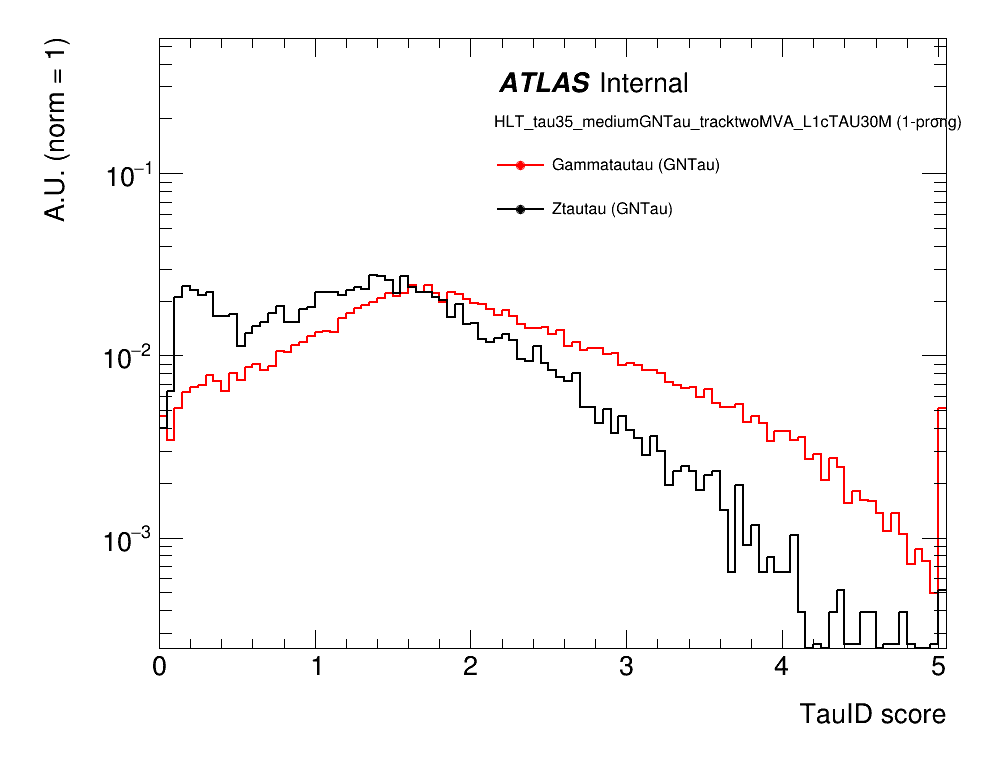 A.U. (norm = 1)
ATLAS Internal
HLT_tau35_mediumGNTau_tracktwoMVA_L1cTAU30M (1-prong)
Gammatautau (GNTau)
Ztautau (GNTau)
10−1
10−2
10−3
0 1 2 3 4 5
TauID score